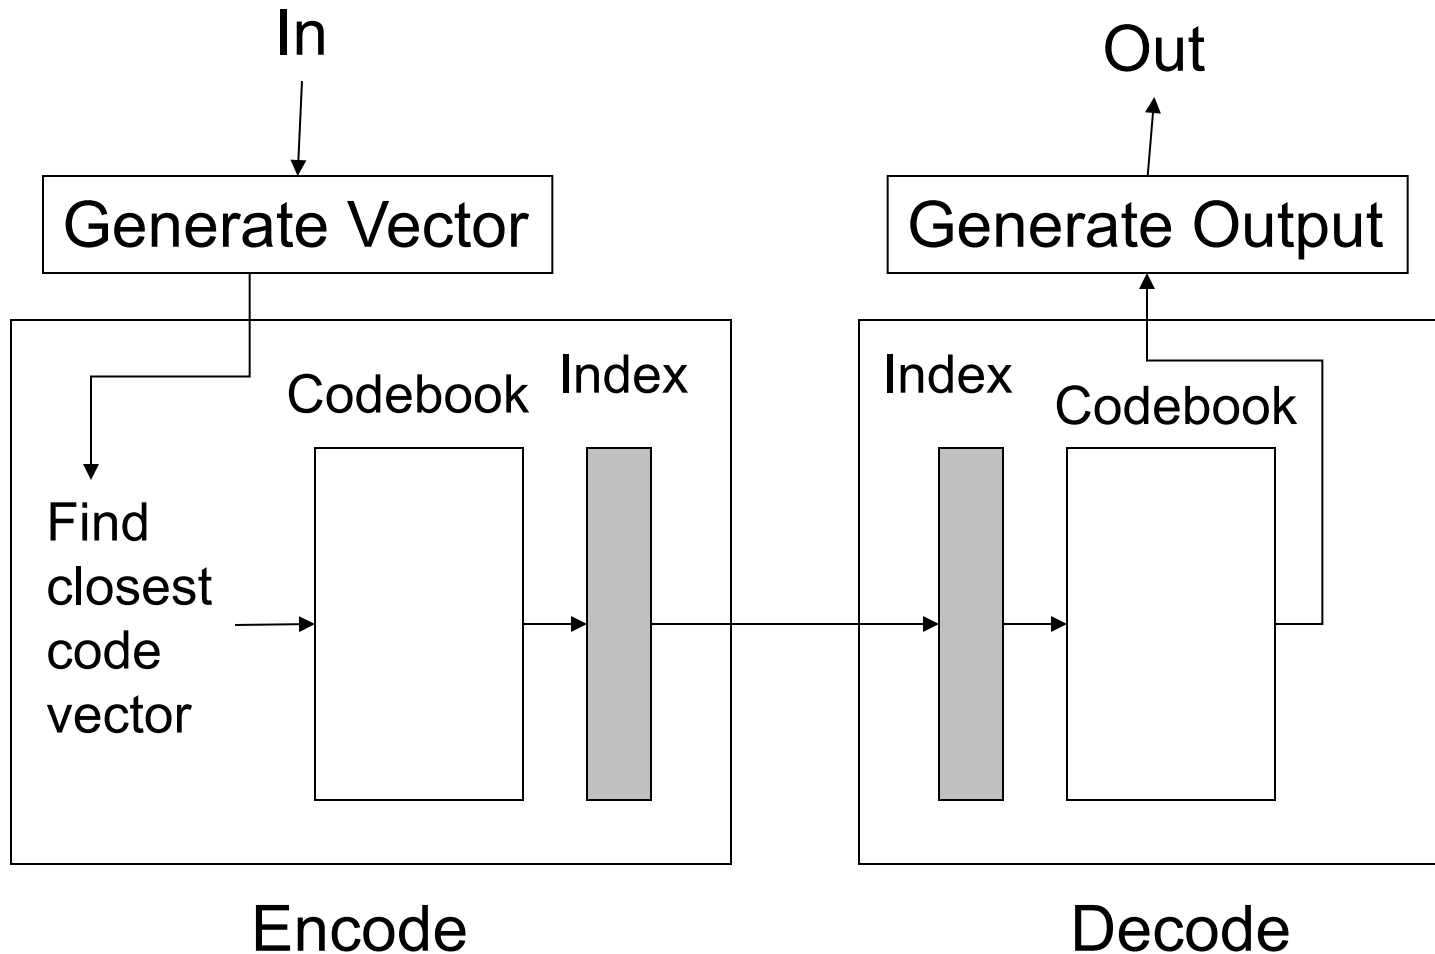 In
Out
Generate Vector
Generate Output
Codebook
Index
Index
Codebook
Find
closest
code
vector
Encode
Decode